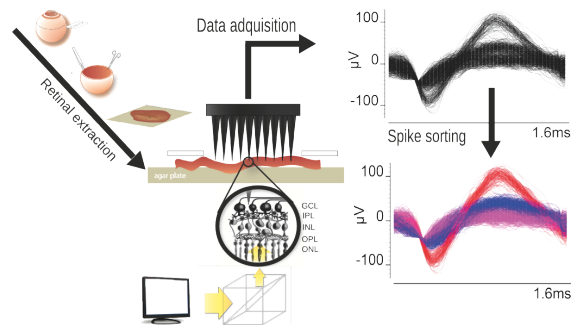 Data adquisition
Retinal extraction
agar plate
GCL
IPL
INL
OPL
ONL
100
μV
0
-100
1.6ms
Spike sorting
100
μV
0
-100
1.6ms